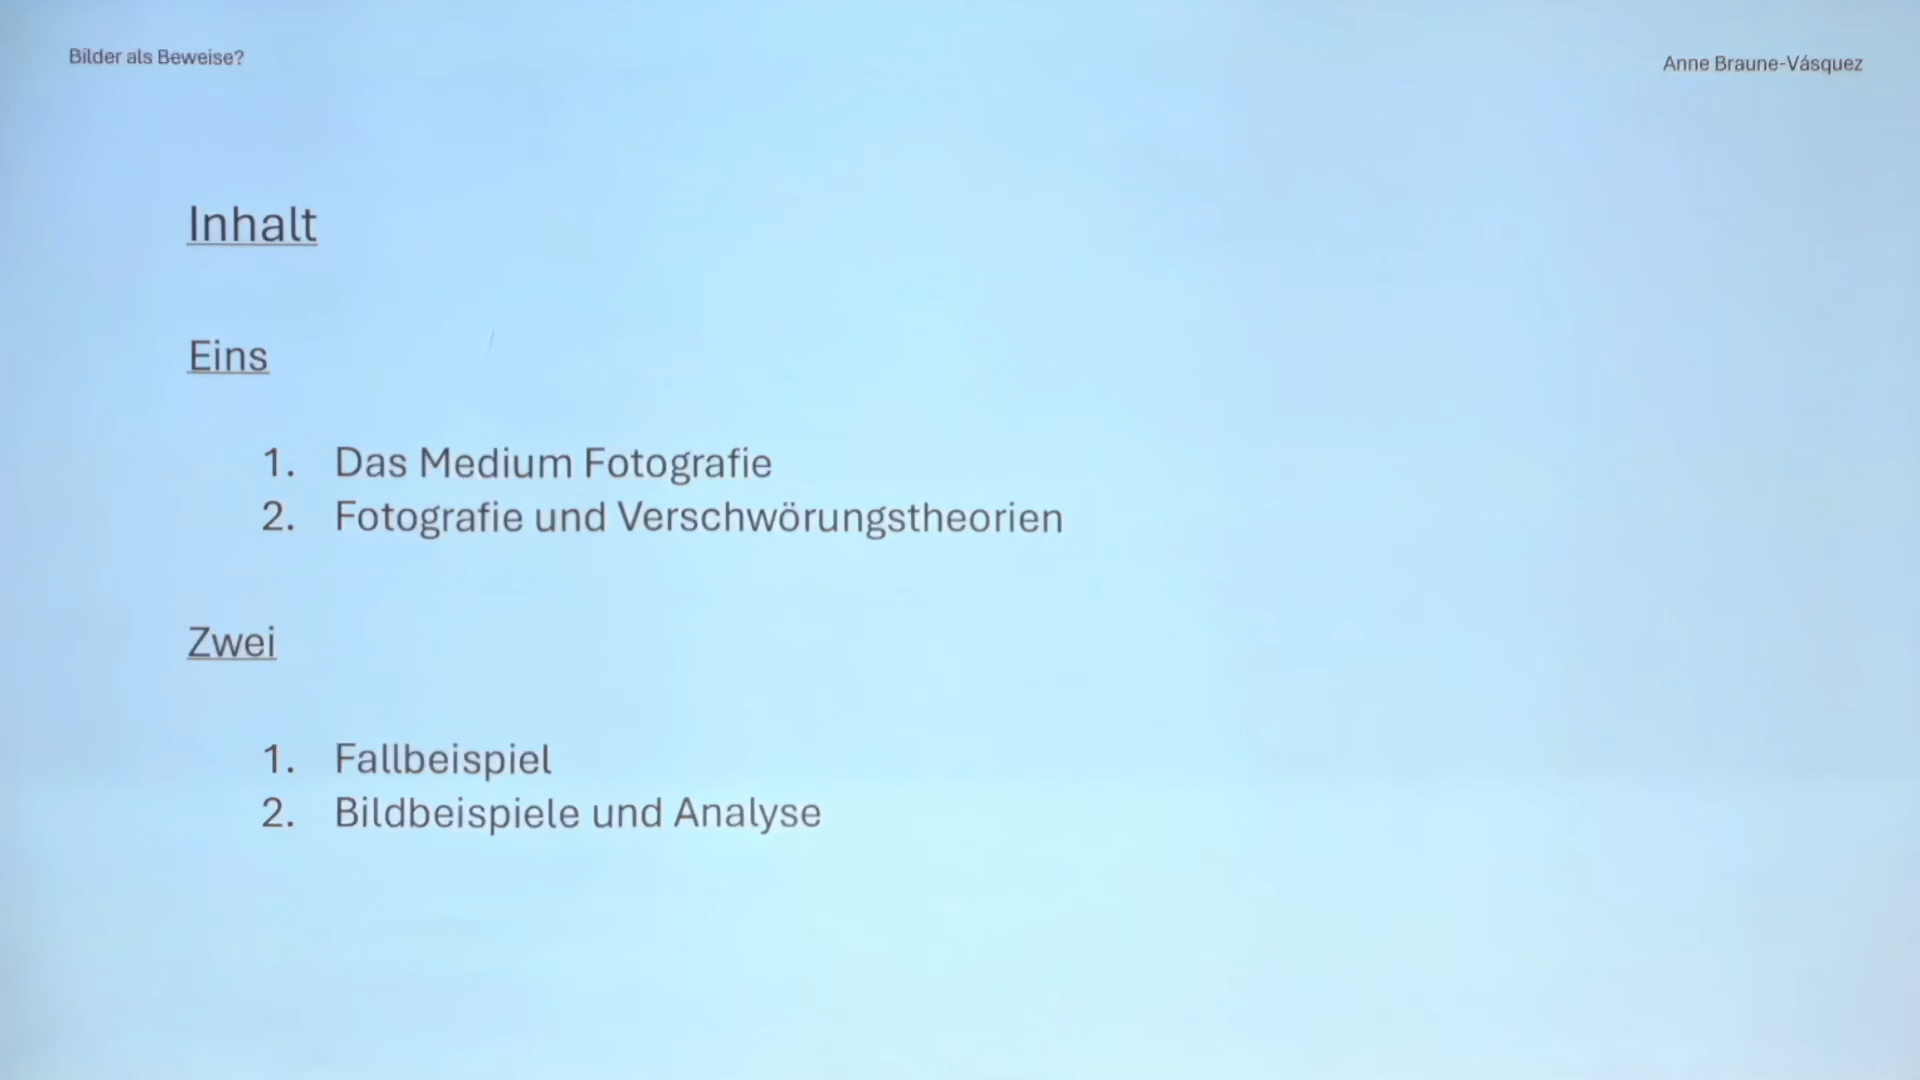 Bilder als Beweise?
Anne Braune-Vásquez
Inhalt
Eins
1. Das Medium Fotografie
2. Fotografie und Verschwörungstheorien
Zwei
1. Fallbeispiel
2. Bildbeispiele und Analyse